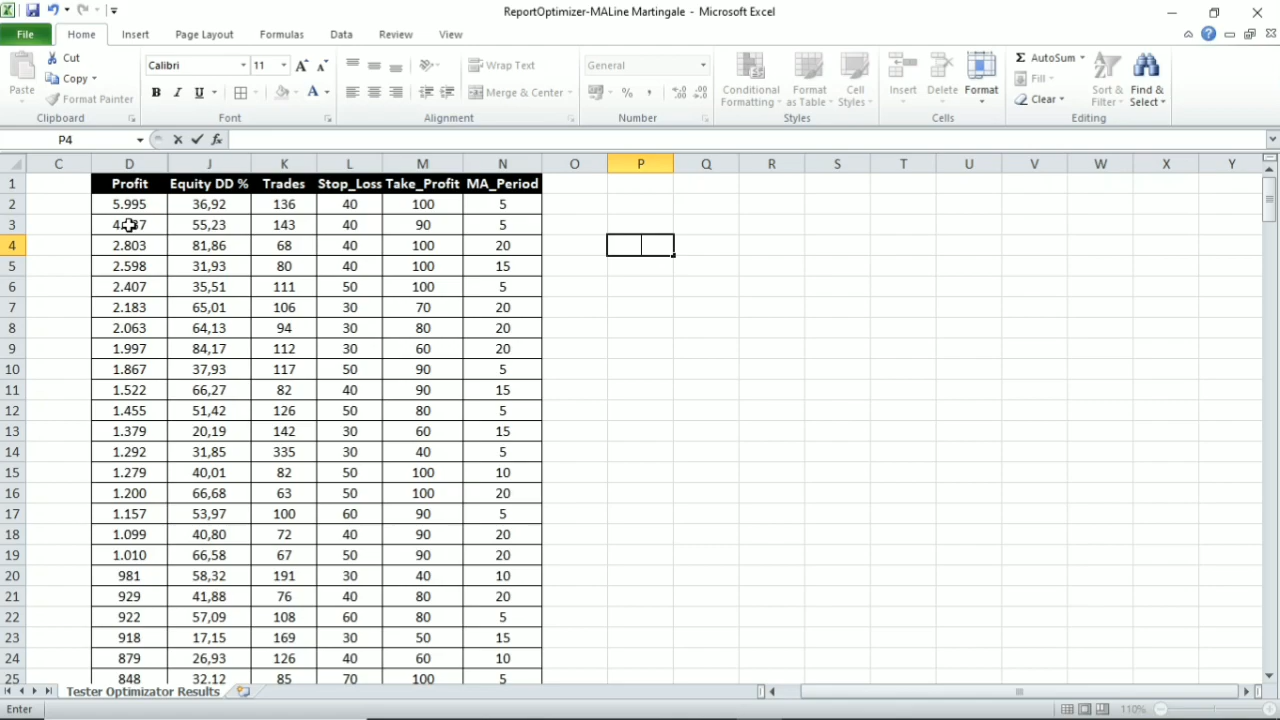 ReportOptimizer-MALine Martingale - Microsoft Excel
File Home Insert Page Layout Formulas Data Review View
Cut
Copy
Format Painter
Paste
Clipboard
Calibri 11
B I U
Font
Wrap Text
Merge & Center
Alignment
General
%
Number
Conditional Formatting
Format as Table
Cell Styles
Styles
Insert
Delete
Format
Cells
AutoSum
Fill
Clear
Sort & Filter
Find & Select
Editing
P4 fx
C D J K L M N O P Q R S T U V W X Y
1 Profit Equity DD % Trades Stop_Loss Take_Profit MA_Period
2 5.995 36,92 136 40 100 5
3 55,23 143 40 90 5
4 2.803 81,86 68 40 100 20
5 2.598 31,93 80 40 100 15
6 2.407 35,51 111 50 100 5
7 2.183 65,01 106 30 70 20
8 2.063 64,13 94 30 80 20
9 1.997 84,17 112 30 60 20
10 1.867 37,93 117 50 90 5
11 1.522 66,27 82 40 90 15
12 1.455 51,42 126 50 80 5
13 1.379 20,19 142 30 60 15
14 1.292 31,85 335 30 40 5
15 1.279 40,01 82 50 100 10
16 1.200 66,68 63 50 100 20
17 1.157 53,97 100 60 90 5
18 1.099 40,80 72 40 90 20
19 1.010 66,58 67 50 90 20
20 981 58,32 191 30 40 10
21 929 41,88 76 40 80 20
22 922 57,09 108 60 80 5
23 918 17,15 169 30 50 15
24 879 26,93 126 40 60 10
25 848 32,12 85 70 100 5
Tester Optimizator Results
Enter 110%